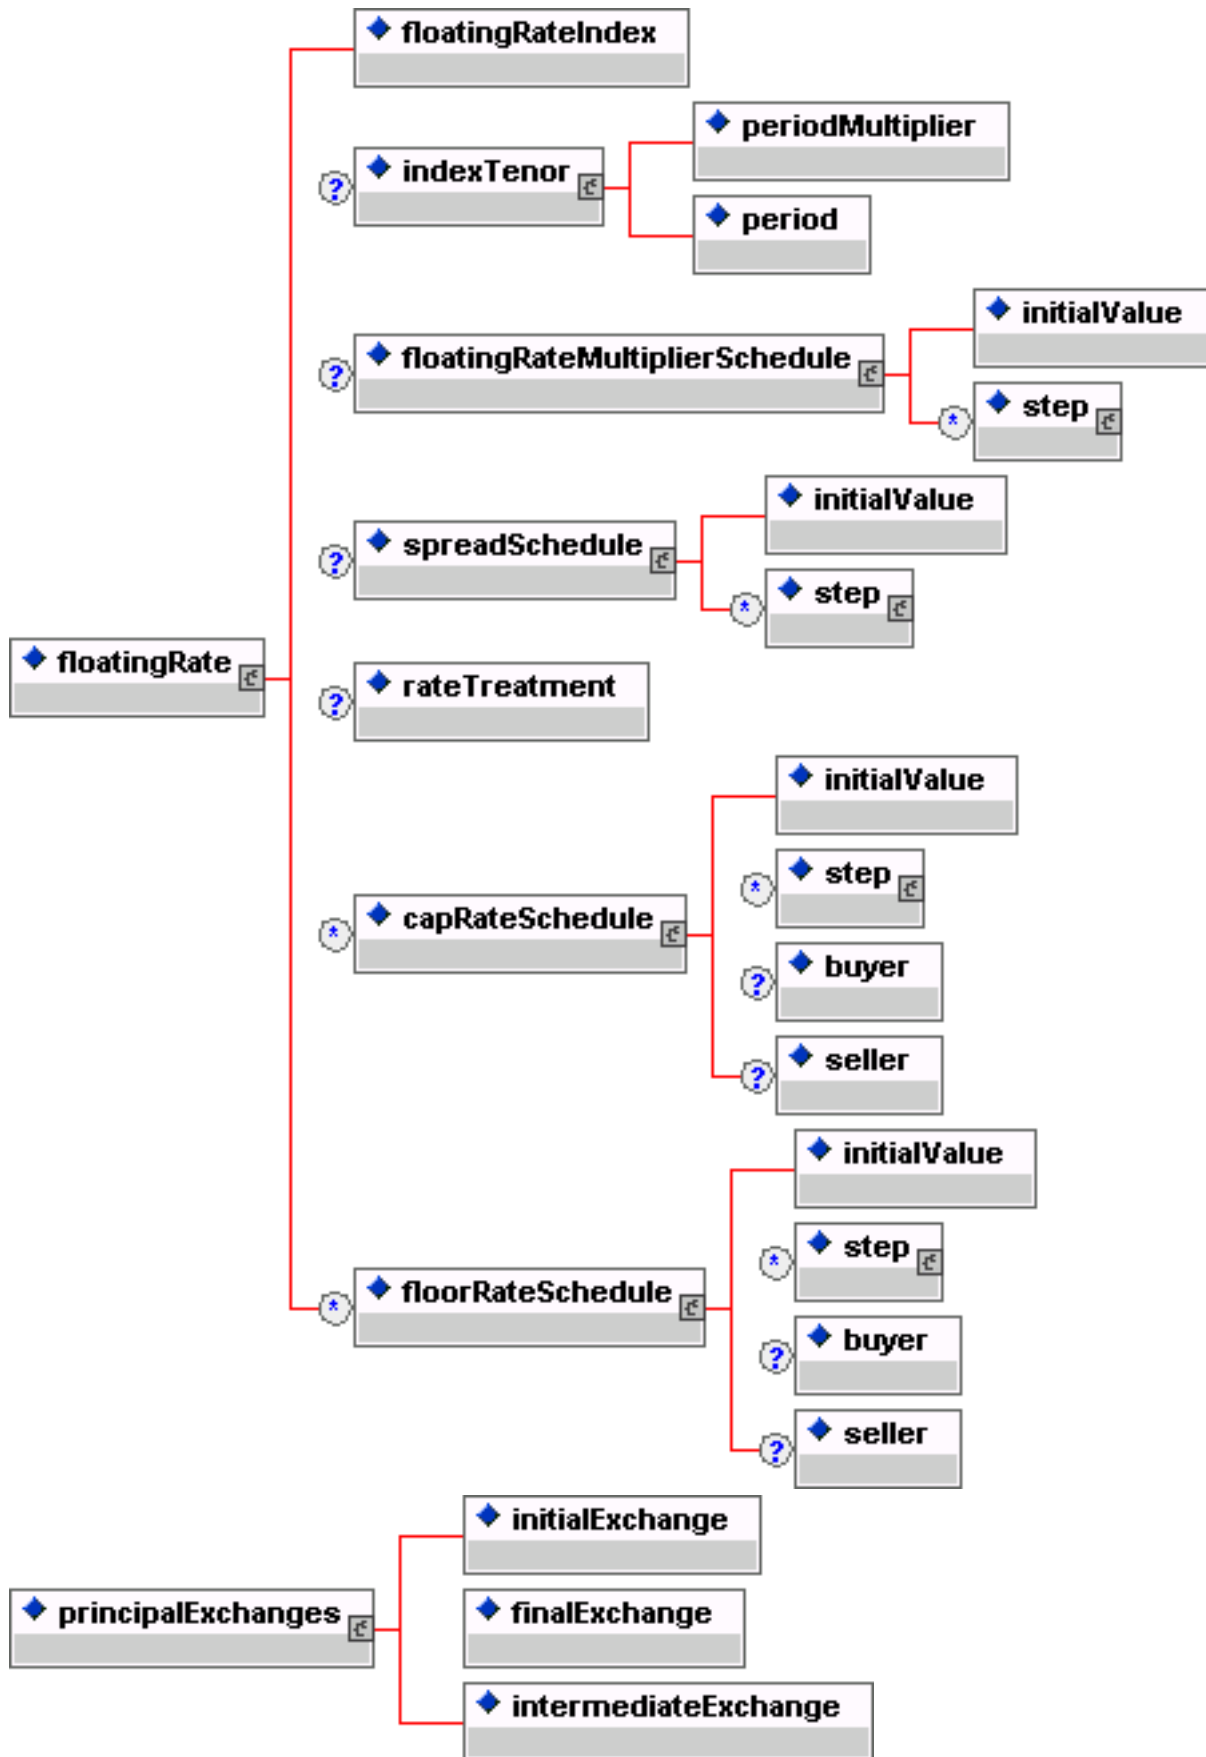 floatingRateIndex
periodMultiplier
? indexTenor
period
initialValue
? floatingRateMultiplierSchedule
* step
initialValue
? spreadSchedule
* step
floatingRate
? rateTreatment
initialValue
* step
* capRateSchedule
? buyer
? seller
initialValue
* step
* floorRateSchedule
? buyer
? seller
initialExchange
principalExchanges
finalExchange
intermediateExchange